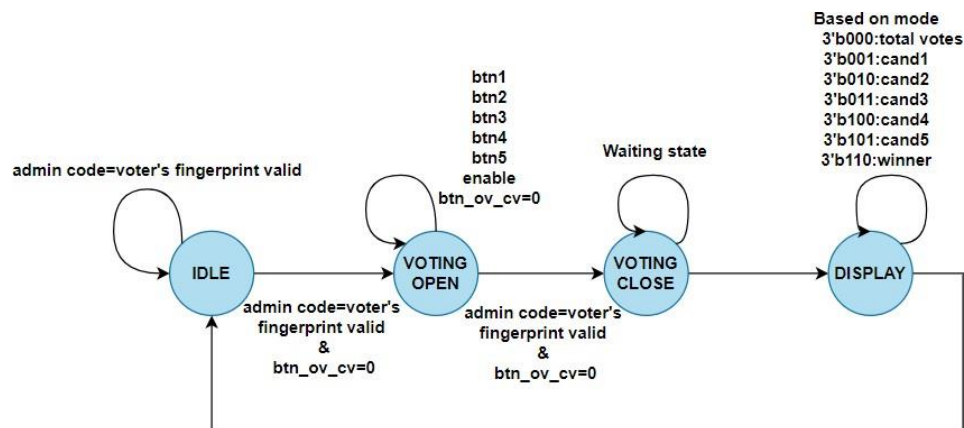 Based on mode
3'b000:total votes
3'b001:cand1
3'b010:cand2
3'b011:cand3
3'b100:cand4
3'b101:cand5
3'b110:winner
btn1
btn2
btn3
btn4
btn5
enable
btn_ov_cv=0
Waiting state
admin code=voter's fingerprint valid
IDLE
VOTING
OPEN
VOTING
CLOSE
DISPLAY
admin code=voter's
fingerprint valid
&
btn_ov_cv=0
admin code=voter's
fingerprint valid
&
btn_ov_cv=0